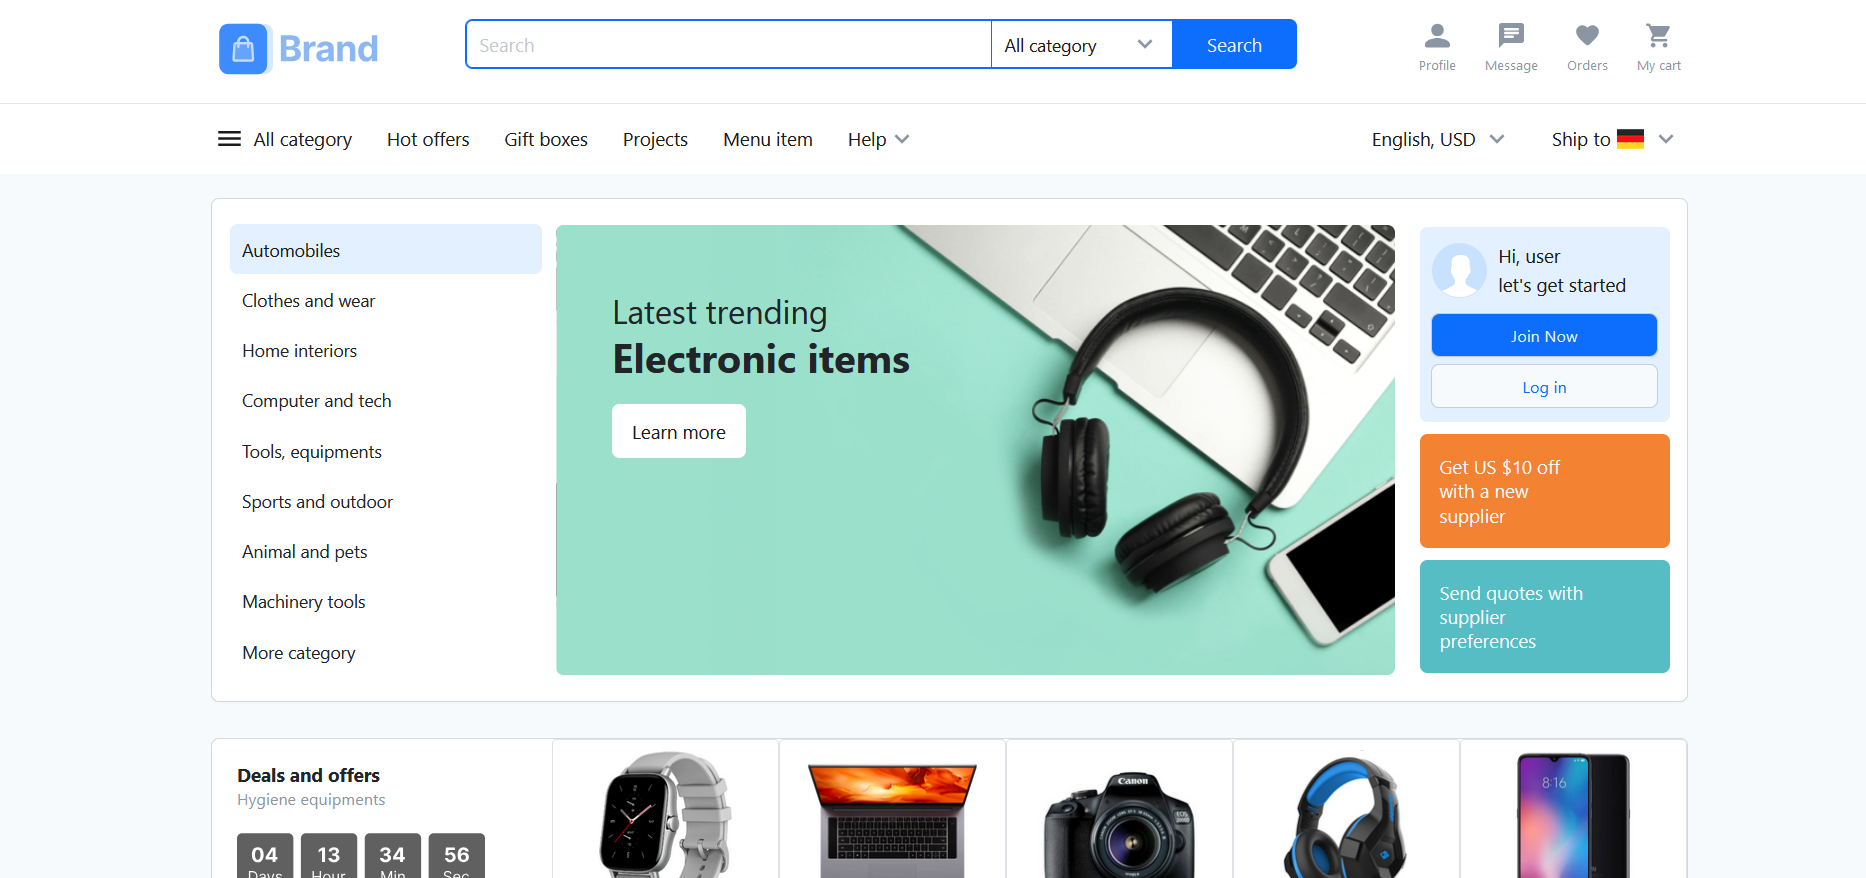 Brand
Search
All category
Search
Profile
Message
Orders
My cart
All category
Hot offers
Gift boxes
Projects
Menu item
Help
English, USD
Ship to
Automobiles
Clothes and wear
Home interiors
Computer and tech
Tools, equipments
Sports and outdoor
Animal and pets
Machinery tools
More category
Latest trending
Electronic items
Learn more
Hi, user
let's get started
Join Now
Log in
Get US $10 off
with a new
supplier
Send quotes with
supplier
preferences
Deals and offers
Hygiene equipments
04 13 34 56
Days Hour Min Sec
Canon
8:16